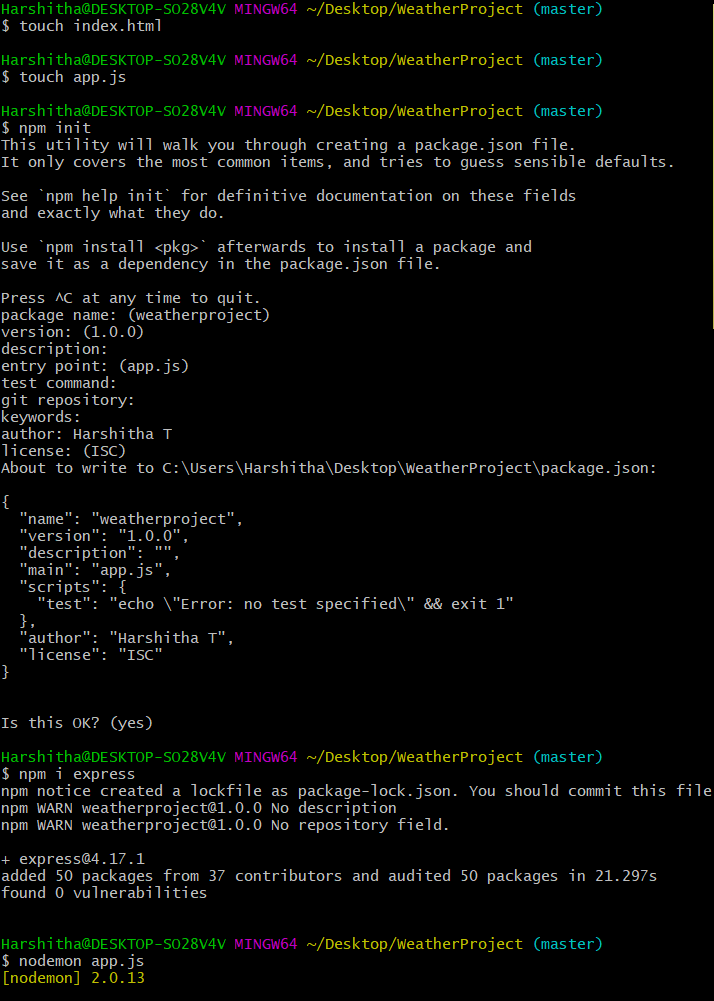 Harshitha@DESKTOP-SO28V4V MINGW64 ~/Desktop/WeatherProject (master)
$ touch index.html

Harshitha@DESKTOP-SO28V4V MINGW64 ~/Desktop/WeatherProject (master)
$ touch app.js

Harshitha@DESKTOP-SO28V4V MINGW64 ~/Desktop/WeatherProject (master)
$ npm init
This utility will walk you through creating a package.json file.
It only covers the most common items, and tries to guess sensible defaults.

See `npm help init` for definitive documentation on these fields
and exactly what they do.

Use `npm install <pkg>` afterwards to install a package and
save it as a dependency in the package.json file.

Press ^C at any time to quit.
package name: (weatherproject)
version: (1.0.0)
description:
entry point: (app.js)
test command:
git repository:
keywords:
author: Harshitha T
license: (ISC)
About to write to C:\Users\Harshitha\Desktop\WeatherProject\package.json:

{
  "name": "weatherproject",
  "version": "1.0.0",
  "description": "",
  "main": "app.js",
  "scripts": {
    "test": "echo \"Error: no test specified\" && exit 1"
  },
  "author": "Harshitha T",
  "license": "ISC"
}

Is this OK? (yes)

Harshitha@DESKTOP-SO28V4V MINGW64 ~/Desktop/WeatherProject (master)
$ npm i express
npm notice created a lockfile as package-lock.json. You should commit this file
npm WARN weatherproject@1.0.0 No description
npm WARN weatherproject@1.0.0 No repository field.

+ express@4.17.1
added 50 packages from 37 contributors and audited 50 packages in 21.297s
found 0 vulnerabilities

Harshitha@DESKTOP-SO28V4V MINGW64 ~/Desktop/WeatherProject (master)
$ nodemon app.js
[nodemon] 2.0.13